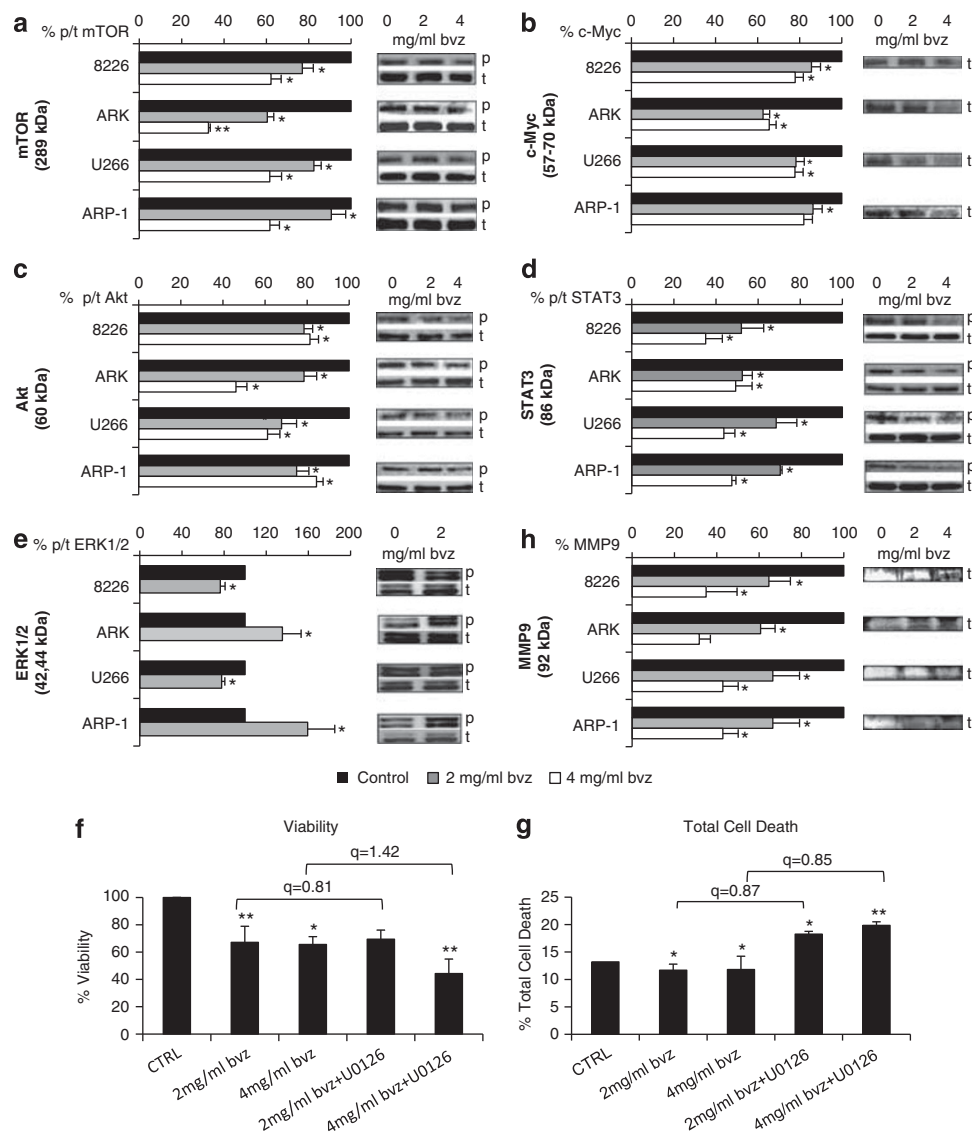 a
% p/t mTOR
0 20 40 60 80 100
0 2 4
mg/ml bvz
8226
ARK
U266
ARP-1
mTOR
(289 kDa)
p
t
p
t
p
t
p
t
b
% c-Myc
0 20 40 60 80 100
0 2 4
mg/ml bvz
8226
ARK
U266
ARP-1
c-Myc
(57-70 kDa)
t
t
t
t
* * * ** * * * *
* * * * * * *
c
% p/t Akt
0 20 40 60 80 100
0 2 4
mg/ml bvz
8226
ARK
U266
ARP-1
Akt
(60 kDa)
p
t
p
t
p
t
p
t
* * * * * * * *
d
% p/t STAT3
0 20 40 60 80 100
0 2 4
mg/ml bvz
8226
ARK
U266
ARP-1
STAT3
(86 kDa)
p
t
p
t
p
t
p
t
* * * * * * * *
e
% p/t ERK1/2
0 40 80 120 160 200
0 2
mg/ml bvz
8226
ARK
U266
ARP-1
ERK1/2
(42,44 kDa)
p
t
p
t
p
t
p
t
* * * *
h
% MMP9
0 20 40 60 80 100
0 2 4
mg/ml bvz
8226
ARK
U266
ARP-1
MMP9
(92 kDa)
t
t
t
t
* * * * * * *
Control 2 mg/ml bvz 4 mg/ml bvz
f
Viability
q=1.42
q=0.81
% Viability
100
80
60
40
20
0
** * **
CTRL
2mg/ml bvz
4mg/ml bvz
2mg/ml bvz+U0126
4mg/ml bvz+U0126
g
Total Cell Death
q=0.85
q=0.87
% Total Cell Death
25
20
15
10
5
0
* * * **
CTRL
2mg/ml bvz
4mg/ml bvz
2mg/ml bvz+U0126
4mg/ml bvz+U0126